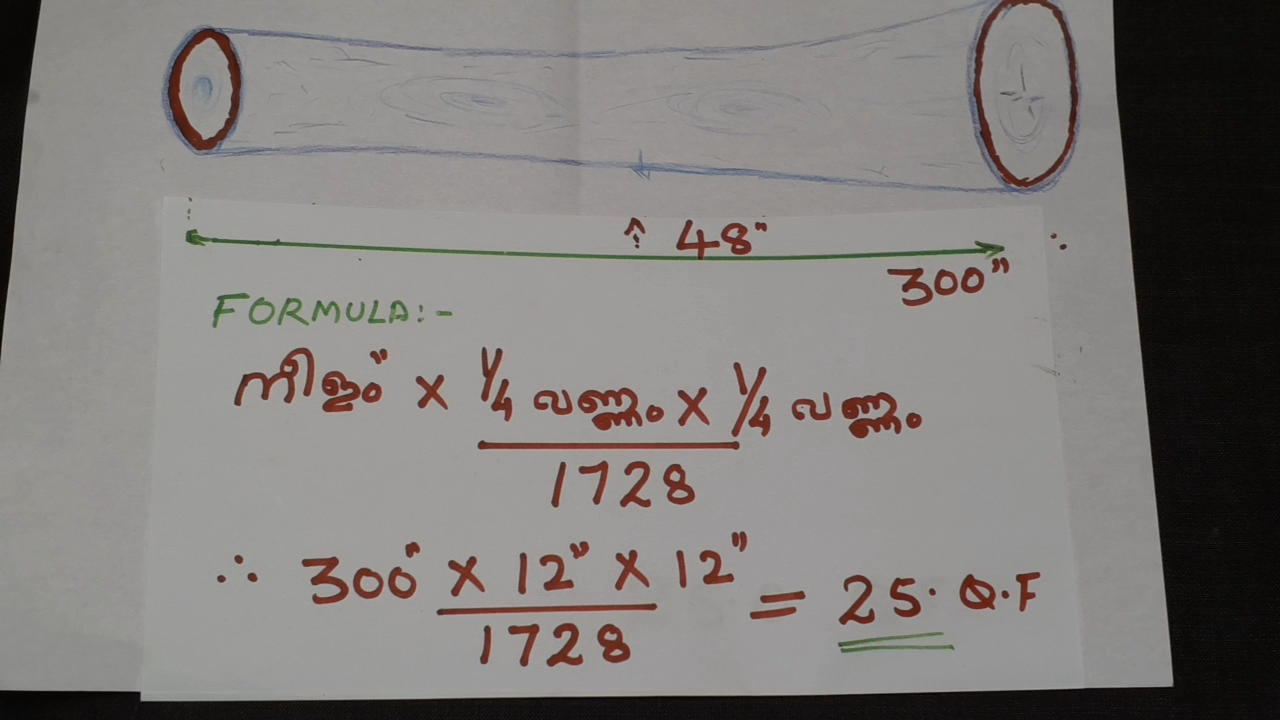 48"
300"
FORMULA:-
നീളം" X 1/4 വണ്ണം X 1/4 വണ്ണം
1728
∴ 300" X 12" X 12" = 25. Q.F
1728